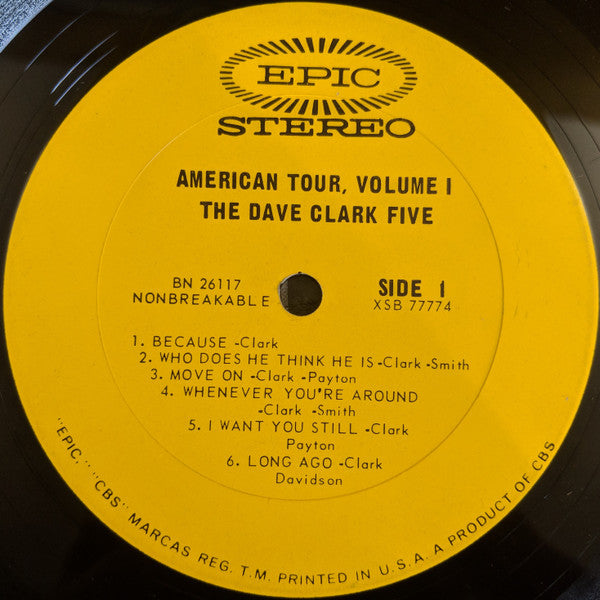 EPIC
STEREO
AMERICAN TOUR, VOLUME I
THE DAVE CLARK FIVE
BN 26117
NONBREAKABLE
SIDE 1
XSB 77774
1. BECAUSE -Clark
2. WHO DOES HE THINK HE IS -Clark -Smith
3. MOVE ON -Clark -Payton
4. WHENEVER YOU'RE AROUND
-Clark -Smith
5. I WANT YOU STILL -Clark
Payton
6. LONG AGO -Clark
Davidson
"EPIC," "CBS" MARCAS REG. T.M. PRINTED IN U.S.A. A PRODUCT OF CBS